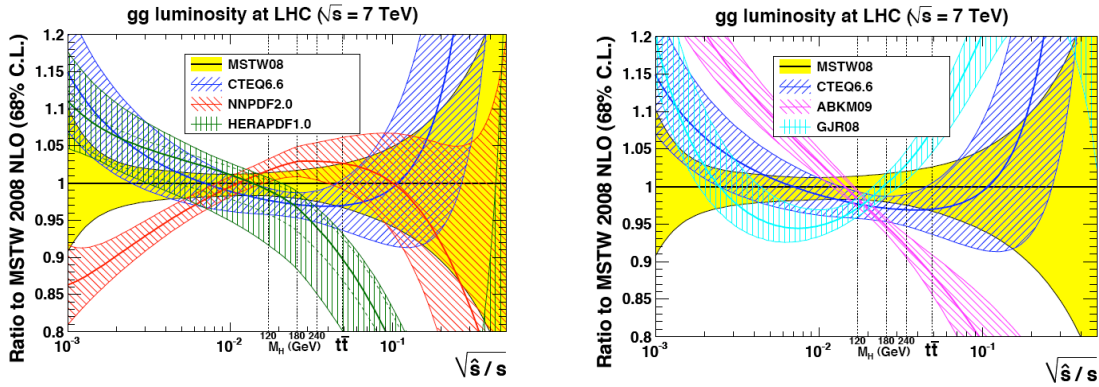 gg luminosity at LHC (√s = 7 TeV)
Ratio to MSTW 2008 NLO (68% C.L.)
1.2
1.15
1.1
1.05
1
0.95
0.9
0.85
0.8
MSTW08
CTEQ6.6
NNPDF2.0
HERAPDF1.0
10⁻³
10⁻²
10⁻¹
120 180 240
M_H (GeV)
tt̄
√ŝ / s
gg luminosity at LHC (√s = 7 TeV)
Ratio to MSTW 2008 NLO (68% C.L.)
1.2
1.15
1.1
1.05
1
0.95
0.9
0.85
0.8
MSTW08
CTEQ6.6
ABKM09
GJR08
10⁻³
10⁻²
10⁻¹
120 180 240
M_H (GeV)
tt̄
√ŝ / s